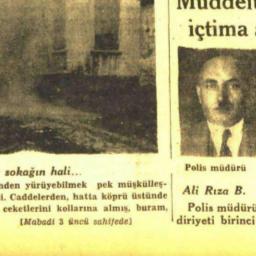 Müddei
içtima
sokağın hali...
nden yürüyebilmek pek müşkülleş-
i. Caddelerden, hatta köprü üstünde
ceketlerini kollarına almış, buram,
[Mabadi 3 üncü sahifede]
Polis müdürü
Ali Rıza B.
Polis müdürü
diriyeti birinci